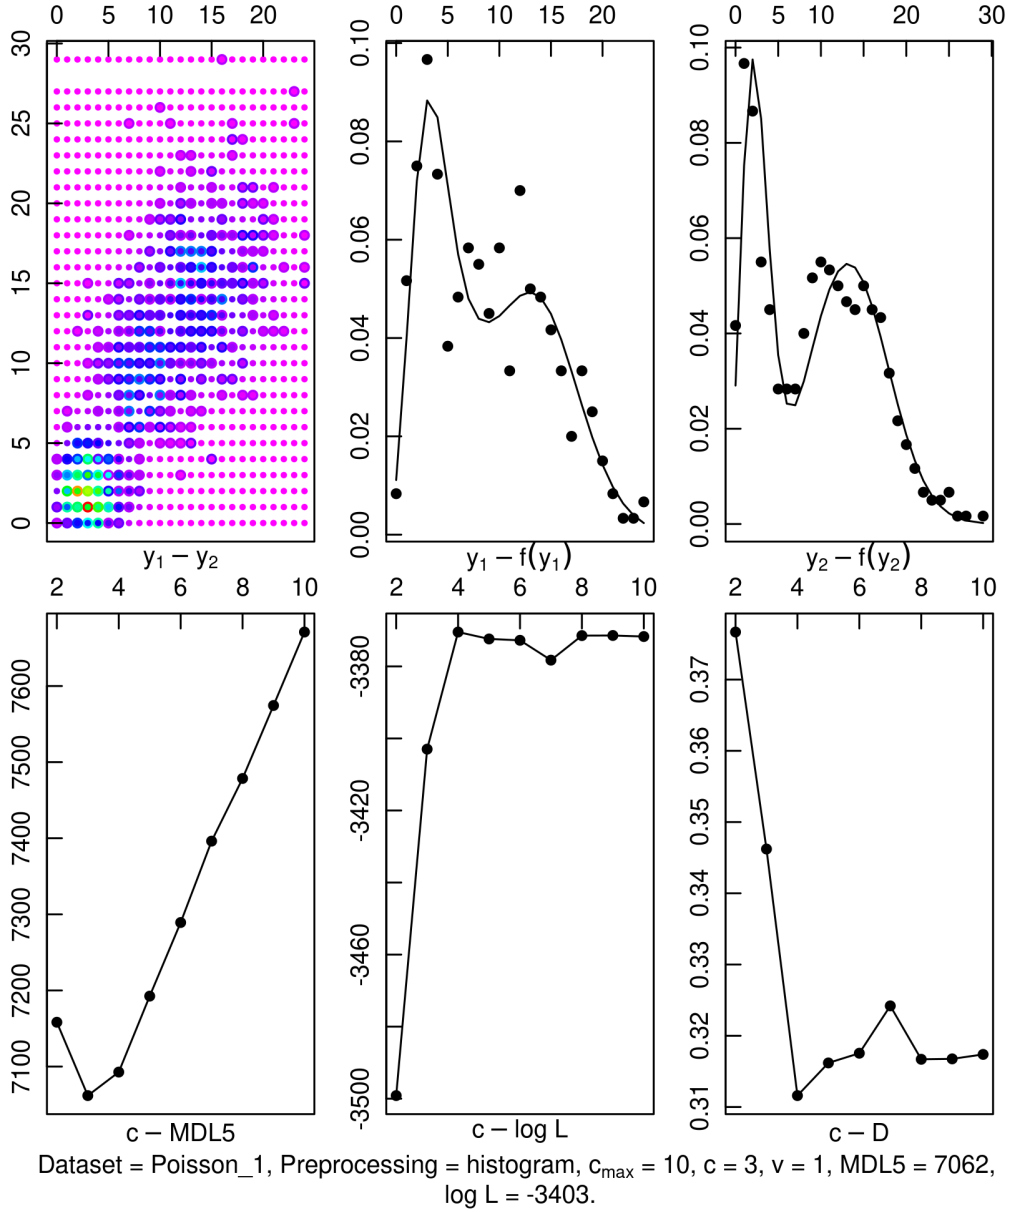 0 5 10 15 20
0 5 10 15 20
0 5 10 15 20 30
0 5 10 15 20 25 30
0.00 0.02 0.04 0.06 0.08 0.10
0.00 0.02 0.04 0.06 0.08 0.10
y₁ − y₂
y₁ − f(y₁)
y₂ − f(y₂)
2 4 6 8 10
2 4 6 8 10
2 4 6 8 10
7100 7200 7300 7400 7500 7600
-3500 -3460 -3420 -3380
0.31 0.32 0.33 0.34 0.35 0.36 0.37
c − MDL5
c − log L
c − D
Dataset = Poisson_1, Preprocessing = histogram, cmax = 10, c = 3, v = 1, MDL5 = 7062,
log L = -3403.